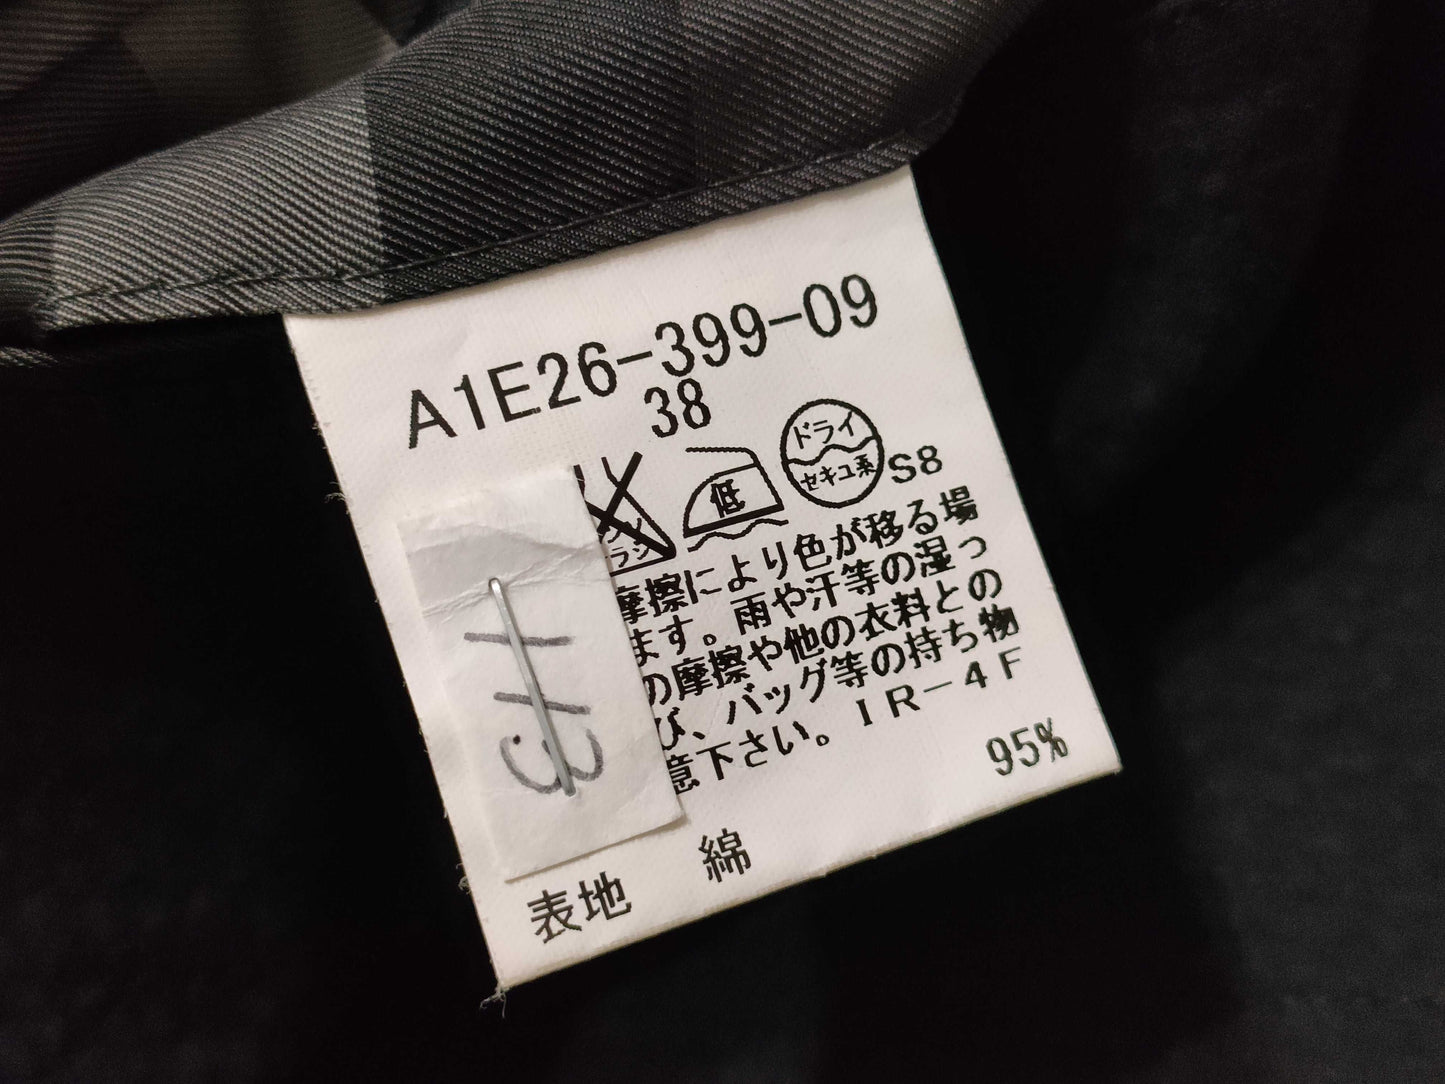 A1E26-399-09
38
ドライ
セキユ系
S8
低
ラシ
摩擦により色が移る場
ます。雨や汗等の湿っ
の摩擦や他の衣料との
び、バッグ等の持ち物
意下さい。IR-4F
95%
表地 綿